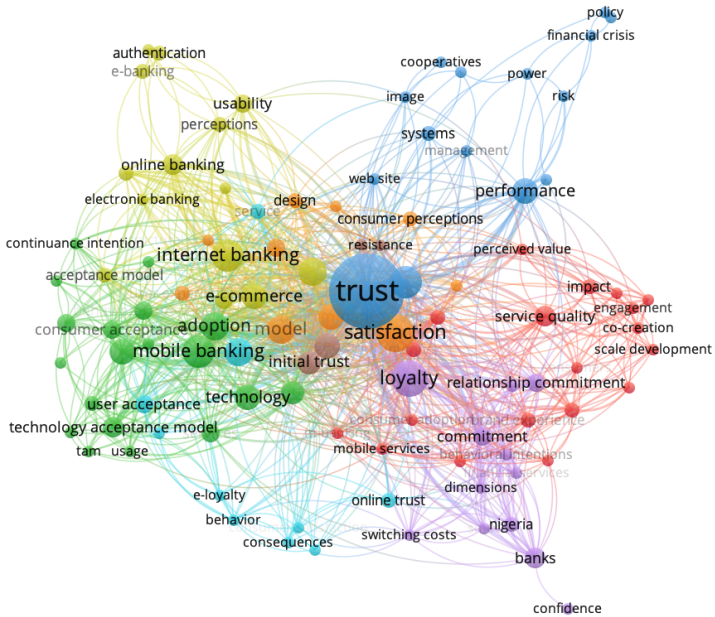 policy
financial crisis
authentication
cooperatives
e-banking
power
image
risk
usability
perceptions
systems
management
online banking
web site
performance
electronic banking
design
service
consumer perceptions
continuance intention
resistance
perceived value
internet banking
acceptance model
trust
impact
e-commerce
engagement
service quality
adoption
model
consumer acceptance
satisfaction
co-creation
mobile banking
scale development
initial trust
loyalty
relationship commitment
technology
user acceptance
consumer adoption
brand experience
technology acceptance model
commitment
tam
usage
mobile services
behavioral intentions
dimensions
e-loyalty
online trust
behavior
nigeria
switching costs
consequences
banks
confidence